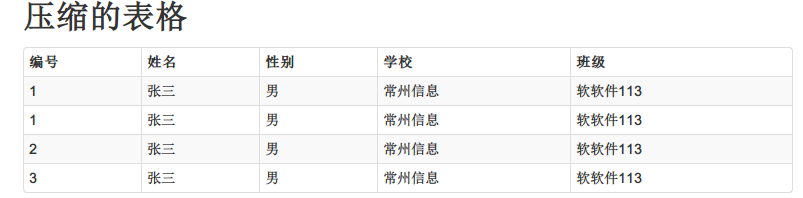 压缩的表格
编号 姓名 性别 学校 班级
1 张三 男 常州信息 软软件113
1 张三 男 常州信息 软软件113
2 张三 男 常州信息 软软件113
3 张三 男 常州信息 软软件113